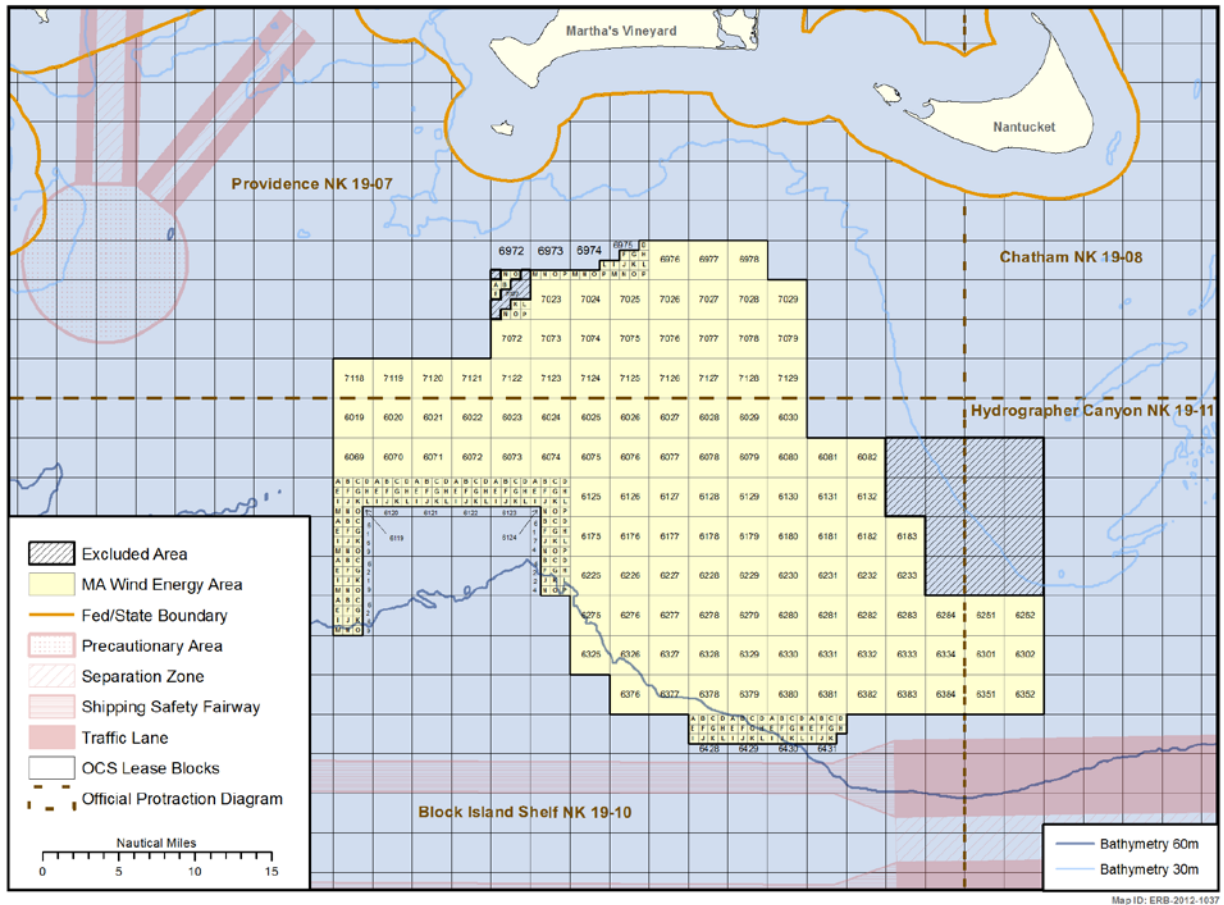 Martha's Vineyard
Nantucket
Providence NK 19-07
Chatham NK 19-08
6972 6973 6974 6975
6976 6977 6978
7023 7024 7025 7026 7027 7028 7029
7072 7073 7074 7075 7076 7077 7078 7079
7118 7119 7120 7121 7122 7123 7124 7125 7126 7127 7128 7129
Hydrographer Canyon NK 19-11
6019 6020 6021 6022 6023 6024 6025 6026 6027 6028 6029 6030
6069 6070 6071 6072 6073 6074 6075 6076 6077 6078 6079 6080 6081 6082
A B C D A B C D A B C D A B C D A B C D A B C D
E F G H E F G H E F G H E F G H E F G H E F G H
I J K L I J K L I J K L I J K L I J K L I J K L
6125 6126 6127 6128 6129 6130 6131 6132
6120 6121 6122 6123
6119 6124
6175 6176 6177 6178 6179 6180 6181 6182 6183
6225 6226 6227 6228 6229 6230 6231 6232 6233
6275 6276 6277 6278 6279 6280 6281 6282 6283 6284 6251 6252
6325 6326 6327 6328 6329 6330 6331 6332 6333 6334 6301 6302
6376 6377 6378 6379 6380 6381 6382 6383 6384 6351 6352
A B C D A B C D A B C D A B C D
E F G H E F G H E F G H E F G H
I J K L I J K L I J K L I J K
6428 6429 6430 6431
Block Island Shelf NK 19-10
Excluded Area
MA Wind Energy Area
Fed/State Boundary
Precautionary Area
Separation Zone
Shipping Safety Fairway
Traffic Lane
OCS Lease Blocks
Official Protraction Diagram
Nautical Miles
0 5 10 15
Bathymetry 60m
Bathymetry 30m
Map ID: ERB-2012-1037